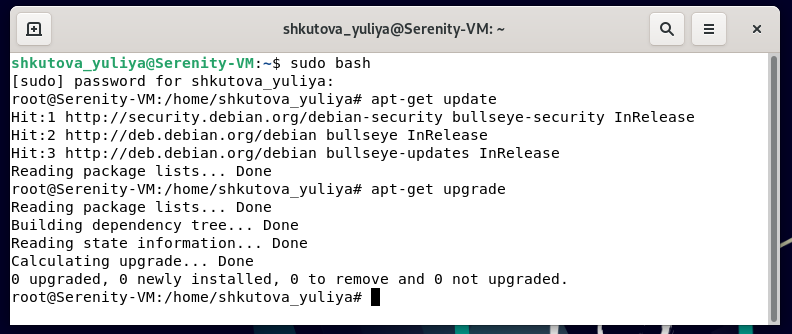 shkutova_yuliya@Serenity-VM: ~
shkutova_yuliya@Serenity-VM:~$ sudo bash
[sudo] password for shkutova_yuliya:
root@Serenity-VM:/home/shkutova_yuliya# apt-get update
Hit:1 http://security.debian.org/debian-security bullseye-security InRelease
Hit:2 http://deb.debian.org/debian bullseye InRelease
Hit:3 http://deb.debian.org/debian bullseye-updates InRelease
Reading package lists... Done
root@Serenity-VM:/home/shkutova_yuliya# apt-get upgrade
Reading package lists... Done
Building dependency tree... Done
Reading state information... Done
Calculating upgrade... Done
0 upgraded, 0 newly installed, 0 to remove and 0 not upgraded.
root@Serenity-VM:/home/shkutova_yuliya#